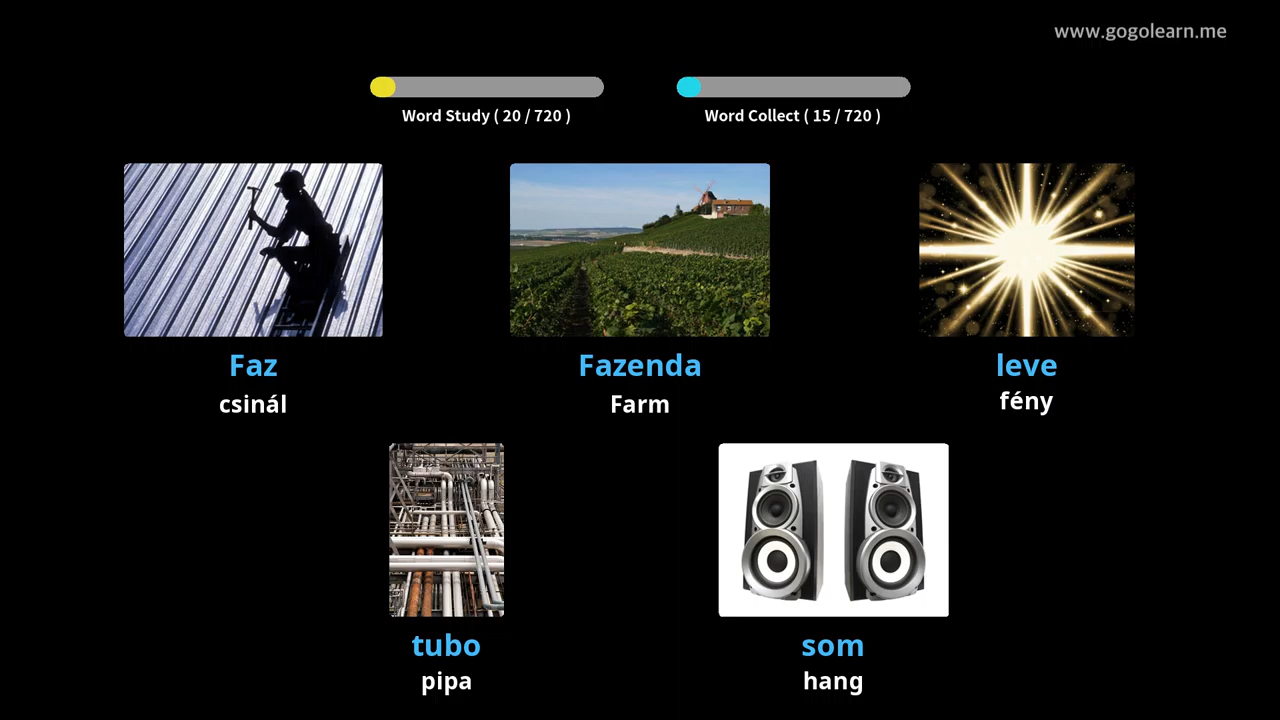 www.gogolearn.me
Word Study ( 20 / 720 )
Word Collect ( 15 / 720 )
Faz
csinál
Fazenda
Farm
leve
fény
tubo
pipa
som
hang